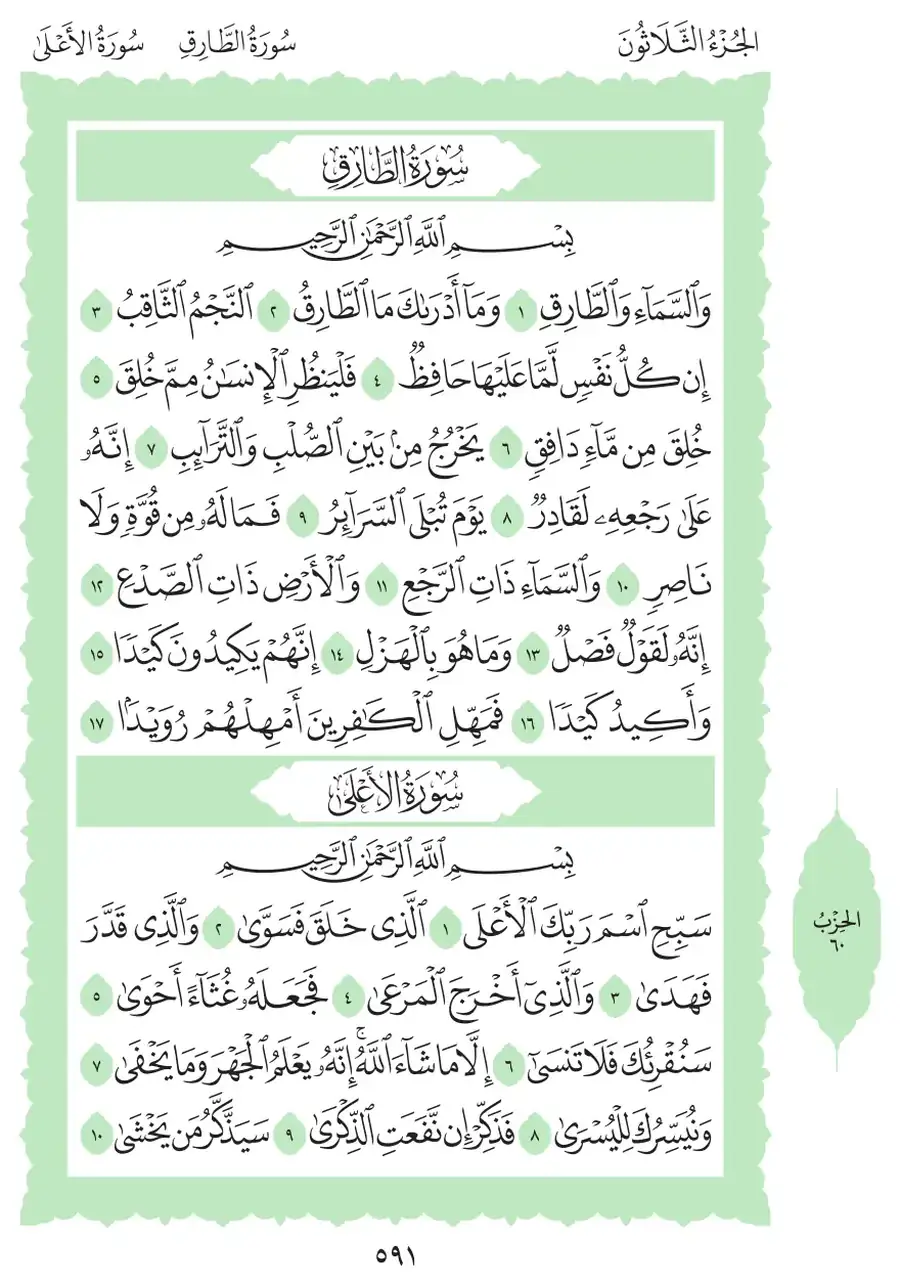 الجُزْءُ الثَّلَاثُونَ سُورَةُ الطَّارِقِ سُورَةُ الأَعْلَىٰ
سُورَةُ الطَّارِقِ
بِسْمِ ٱللَّهِ ٱلرَّحْمَٰنِ ٱلرَّحِيمِ
وَٱلسَّمَآءِ وَٱلطَّارِقِ ١ وَمَآ أَدْرَىٰكَ مَا ٱلطَّارِقُ ٢ ٱلنَّجْمُ ٱلثَّاقِبُ ٣
إِن كُلُّ نَفْسٍ لَّمَّا عَلَيْهَا حَافِظٌ ٤ فَلْيَنظُرِ ٱلْإِنسَٰنُ مِمَّ خُلِقَ ٥
خُلِقَ مِن مَّآءٍ دَافِقٍ ٦ يَخْرُجُ مِنۢ بَيْنِ ٱلصُّلْبِ وَٱلتَّرَآئِبِ ٧ إِنَّهُۥ
عَلَىٰ رَجْعِهِۦ لَقَادِرٌ ٨ يَوْمَ تُبْلَى ٱلسَّرَآئِرُ ٩ فَمَا لَهُۥ مِن قُوَّةٍ وَلَا
نَاصِرٍ ١٠ وَٱلسَّمَآءِ ذَاتِ ٱلرَّجْعِ ١١ وَٱلْأَرْضِ ذَاتِ ٱلصَّدْعِ ١٢
إِنَّهُۥ لَقَوْلٌ فَصْلٌ ١٣ وَمَا هُوَ بِٱلْهَزْلِ ١٤ إِنَّهُمْ يَكِيدُونَ كَيْدًا ١٥
وَأَكِيدُ كَيْدًا ١٦ فَمَهِّلِ ٱلْكَٰفِرِينَ أَمْهِلْهُمْ رُوَيْدًۢا ١٧
سُورَةُ الأَعْلَىٰ
بِسْمِ ٱللَّهِ ٱلرَّحْمَٰنِ ٱلرَّحِيمِ
سَبِّحِ ٱسْمَ رَبِّكَ ٱلْأَعْلَى ١ ٱلَّذِى خَلَقَ فَسَوَّىٰ ٢ وَٱلَّذِى قَدَّرَ
فَهَدَىٰ ٣ وَٱلَّذِىٓ أَخْرَجَ ٱلْمَرْعَىٰ ٤ فَجَعَلَهُۥ غُثَآءً أَحْوَىٰ ٥
سَنُقْرِئُكَ فَلَا تَنسَىٰٓ ٦ إِلَّا مَا شَآءَ ٱللَّهُۚ إِنَّهُۥ يَعْلَمُ ٱلْجَهْرَ وَمَا يَخْفَىٰ ٧
وَنُيَسِّرُكَ لِلْيُسْرَىٰ ٨ فَذَكِّرْ إِن نَّفَعَتِ ٱلذِّكْرَىٰ ٩ سَيَذَّكَّرُ مَن يَخْشَىٰ ١٠
الحِزْبُ
٦٠
٥٩١